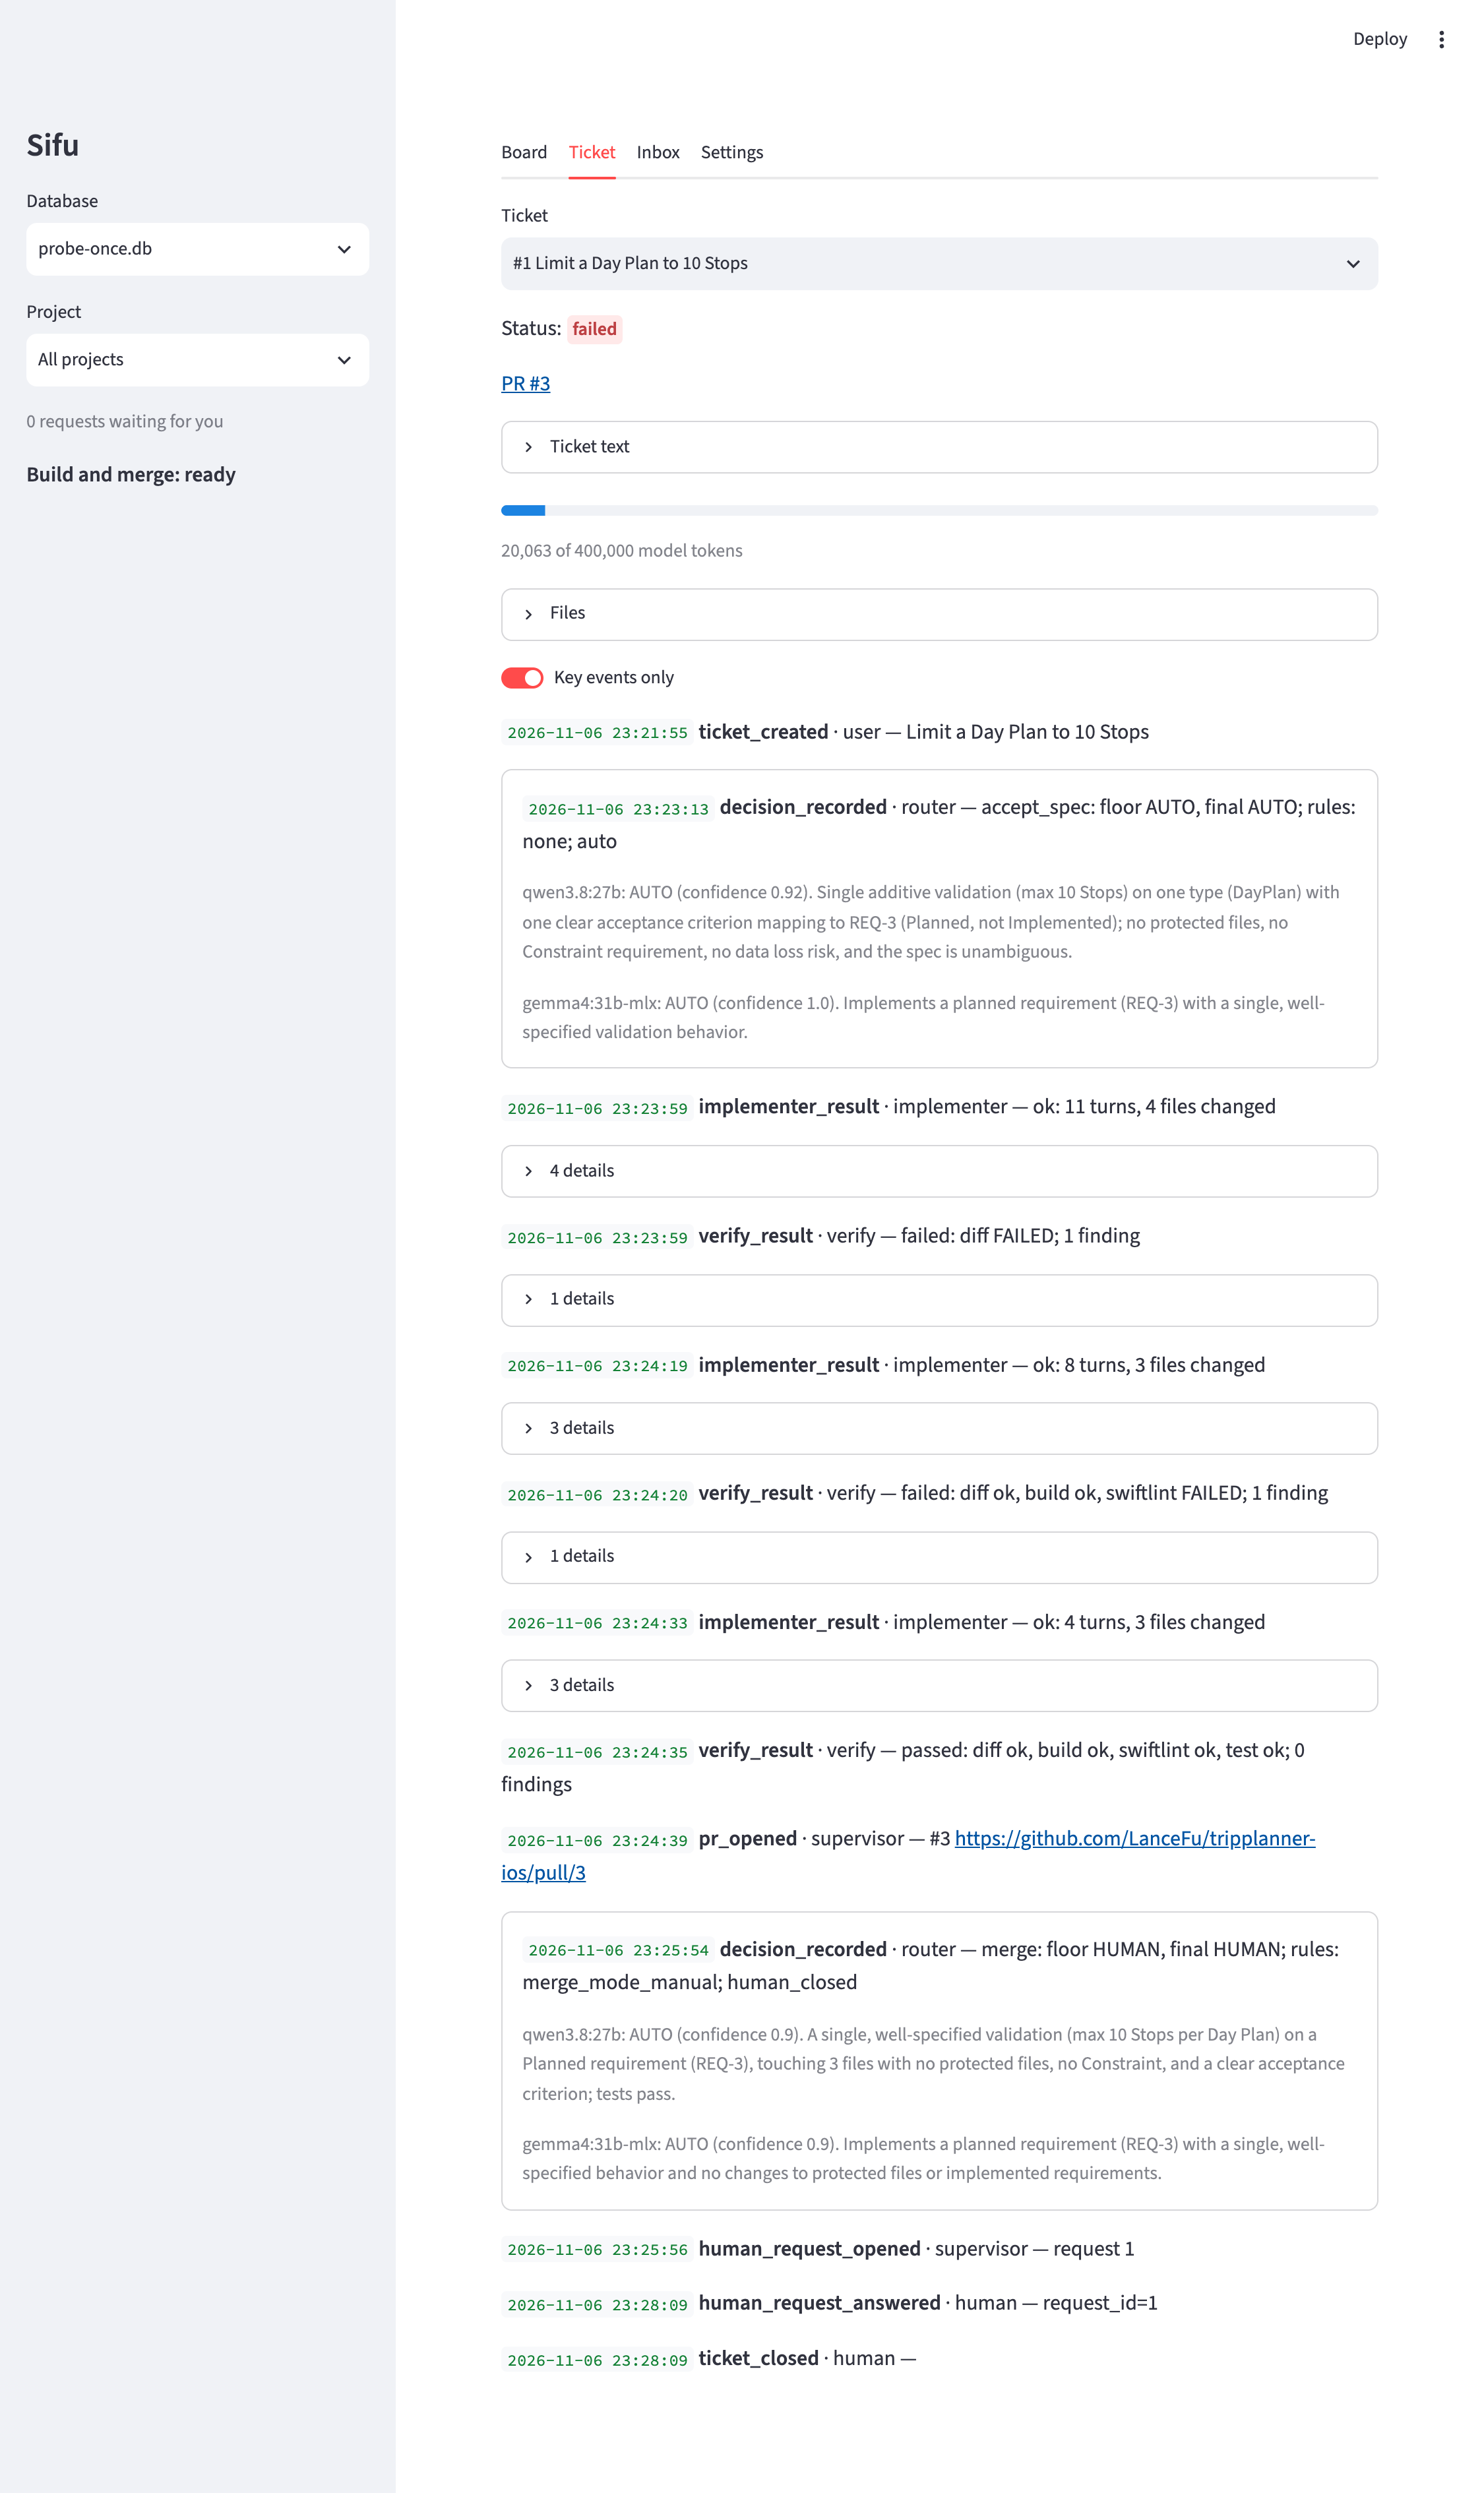 Deploy
Sifu
Database
probe-once.db
Project
All projects
0 requests waiting for you
Build and merge: ready
Board Ticket Inbox Settings
Ticket
#1 Limit a Day Plan to 10 Stops
Status: failed
PR #3
Ticket text
20,063 of 400,000 model tokens
Files
Key events only
2026-11-06 23:21:55 ticket_created · user — Limit a Day Plan to 10 Stops
2026-11-06 23:23:13 decision_recorded · router — accept_spec: floor AUTO, final AUTO; rules:
none; auto
qwen3.8:27b: AUTO (confidence 0.92). Single additive validation (max 10 Stops) on one type (DayPlan) with
one clear acceptance criterion mapping to REQ-3 (Planned, not Implemented); no protected files, no
Constraint requirement, no data loss risk, and the spec is unambiguous.
gemma4:31b-mlx: AUTO (confidence 1.0). Implements a planned requirement (REQ-3) with a single, well-
specified validation behavior.
2026-11-06 23:23:59 implementer_result · implementer — ok: 11 turns, 4 files changed
4 details
2026-11-06 23:23:59 verify_result · verify — failed: diff FAILED; 1 finding
1 details
2026-11-06 23:24:19 implementer_result · implementer — ok: 8 turns, 3 files changed
3 details
2026-11-06 23:24:20 verify_result · verify — failed: diff ok, build ok, swiftlint FAILED; 1 finding
1 details
2026-11-06 23:24:33 implementer_result · implementer — ok: 4 turns, 3 files changed
3 details
2026-11-06 23:24:35 verify_result · verify — passed: diff ok, build ok, swiftlint ok, test ok; 0
findings
2026-11-06 23:24:39 pr_opened · supervisor — #3 https://github.com/LanceFu/tripplanner-
ios/pull/3
2026-11-06 23:25:54 decision_recorded · router — merge: floor HUMAN, final HUMAN; rules:
merge_mode_manual; human_closed
qwen3.8:27b: AUTO (confidence 0.9). A single, well-specified validation (max 10 Stops per Day Plan) on a
Planned requirement (REQ-3), touching 3 files with no protected files, no Constraint, and a clear acceptance
criterion; tests pass.
gemma4:31b-mlx: AUTO (confidence 0.9). Implements a planned requirement (REQ-3) with a single, well-
specified behavior and no changes to protected files or implemented requirements.
2026-11-06 23:25:56 human_request_opened · supervisor — request 1
2026-11-06 23:28:09 human_request_answered · human — request_id=1
2026-11-06 23:28:09 ticket_closed · human —